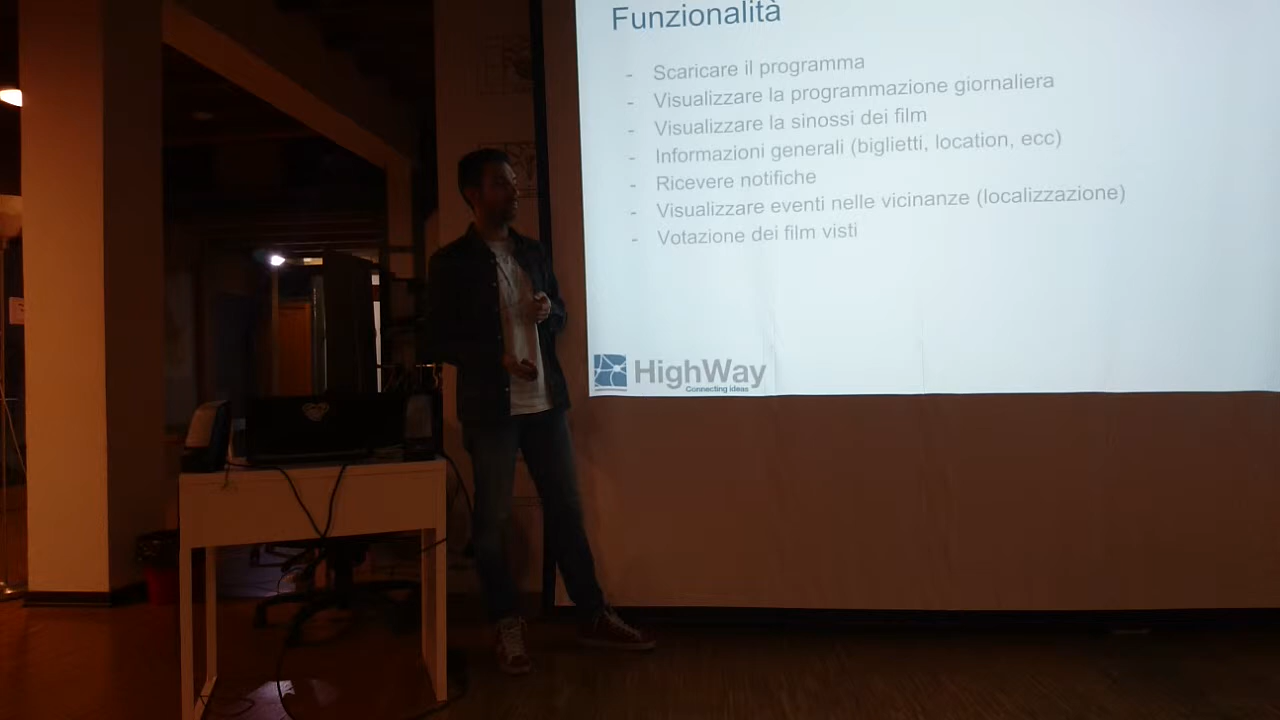 Funzionalità
- Scaricare il programma
- Visualizzare la programmazione giornaliera
- Visualizzare la sinossi dei film
- Informazioni generali (biglietti, location, ecc)
- Ricevere notifiche
- Visualizzare eventi nelle vicinanze (localizzazione)
- Votazione dei film visti
HighWay
Connecting ideas